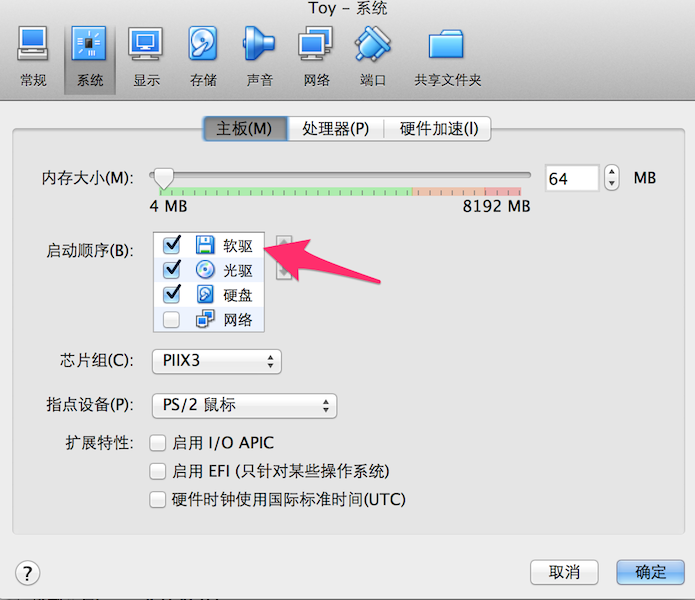 Toy – 系统
常规 系统 显示 存储 声音 网络 端口 共享文件夹
主板(M) 处理器(P) 硬件加速(I)
内存大小(M): 64 MB
4 MB 8192 MB
启动顺序(B): 软驱
光驱
硬盘
网络
芯片组(C): PIIX3
指点设备(P): PS/2 鼠标
扩展特性: 启用 I/O APIC
启用 EFI (只针对某些操作系统)
硬件时钟使用国际标准时间(UTC)
? 取消 确定